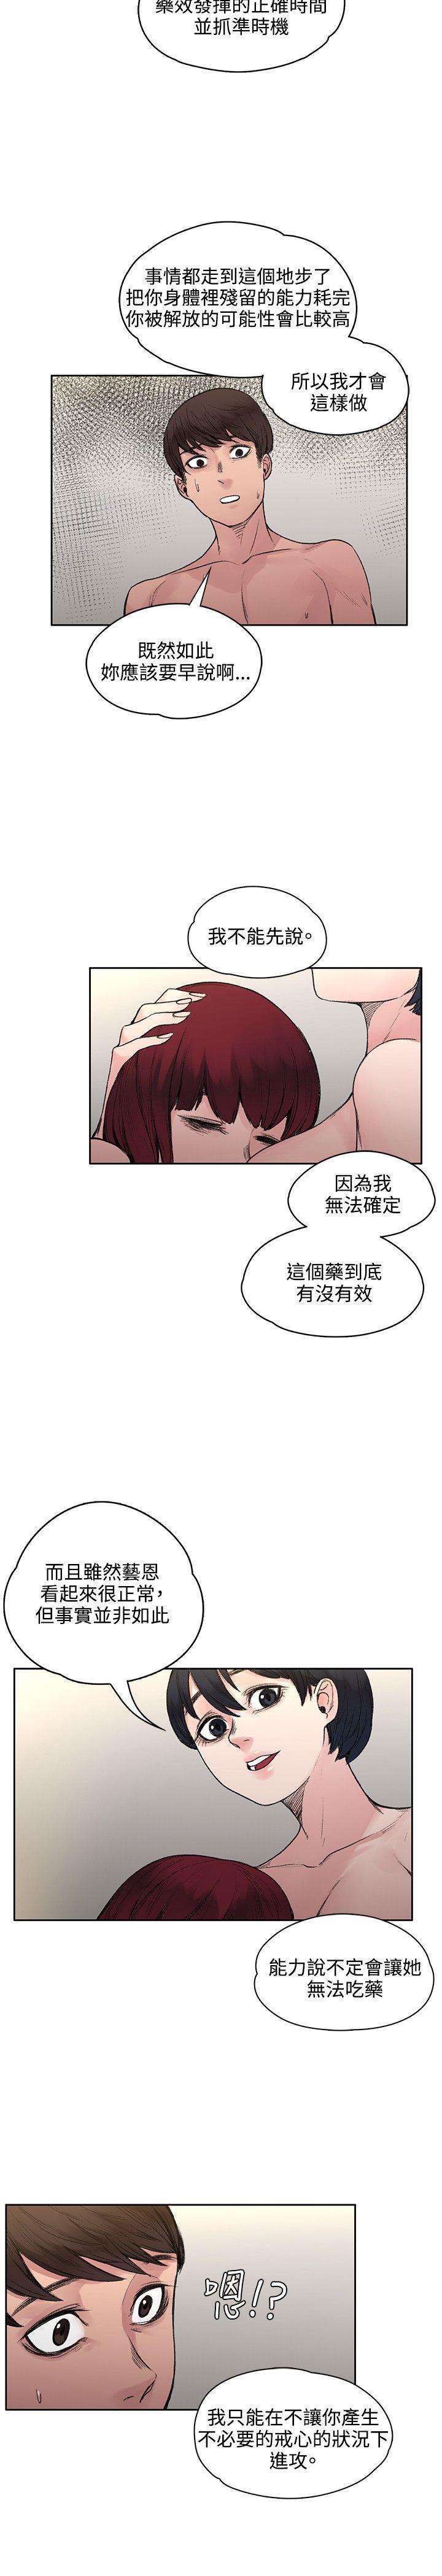 藥效發揮的正確時間
並抓準時機
事情都走到這個地步了
把你身體裡殘留的能力耗完
你被解放的可能性會比較高
所以我才會
這樣做
既然如此
妳應該要早說啊...
我不能先說。
因為我
無法確定
這個藥到底
有沒有效
而且雖然藝恩
看起來很正常，
但事實並非如此
能力說不定會讓她
無法吃藥
嗯!?
我只能在不讓你產生
不必要的戒心的狀況下
進攻。